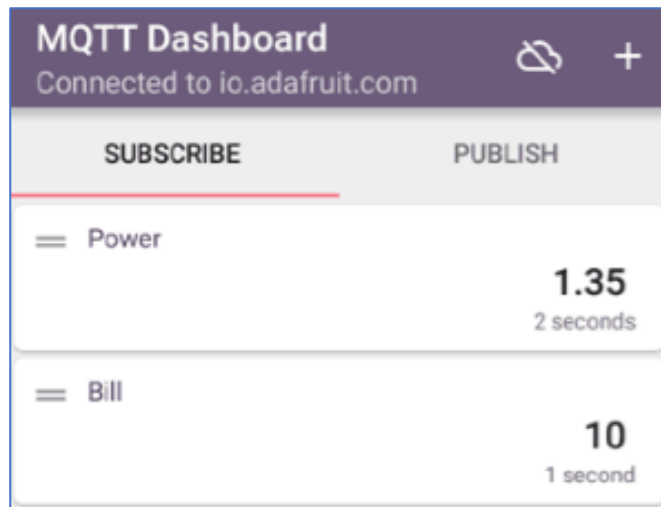 MQTT Dashboard
Connected to io.adafruit.com
SUBSCRIBE PUBLISH
Power
1.35
2 seconds
Bill
10
1 second